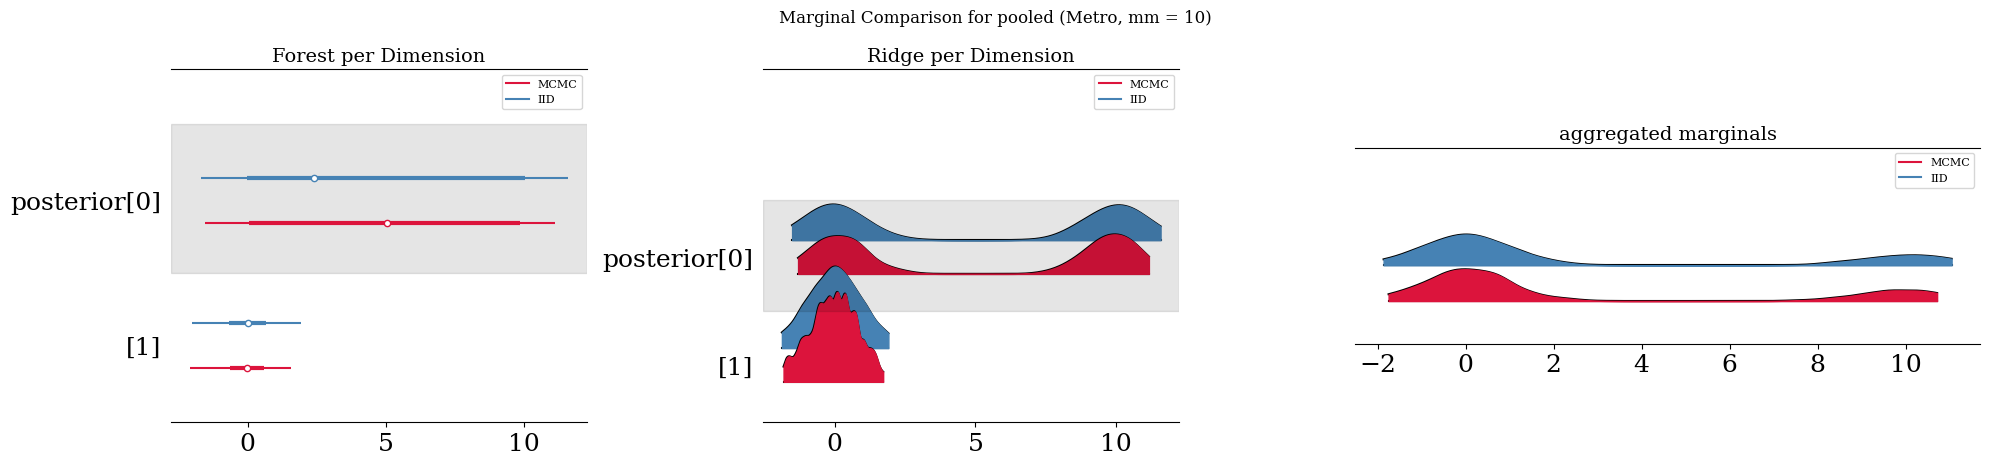 Marginal Comparison for pooled (Metro, mm = 10)
Forest per Dimension
MCMC
IID
posterior[0]
[1]
0 5 10
Ridge per Dimension
MCMC
IID
posterior[0]
[1]
0 5 10
aggregated marginals
MCMC
IID
−2 0 2 4 6 8 10